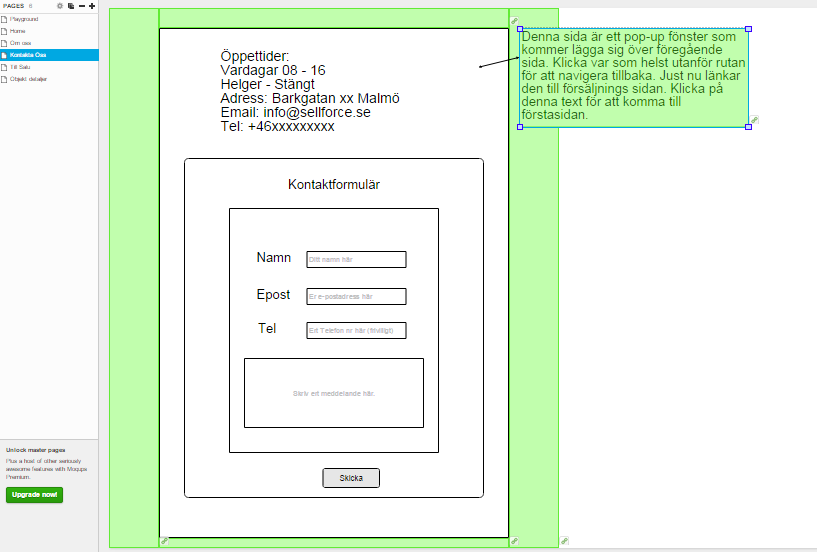 PAGES 6
Playground
Home
Om oss
Kontakta Oss
Till Salu
Objekt detaljer
Unlock master pages
Plus a host of other seriously
awesome features with Moqups
Premium.
Upgrade now!
Öppettider:
Vardagar 08 - 16
Helger - Stängt
Adress: Barkgatan xx Malmö
Email: info@sellforce.se
Tel: +46xxxxxxxxx
Kontaktformulär
Namn
Ditt namn här
Epost
Er e-postadress här
Tel
Ert Telefon nr här (frivilligt)
Skriv ert meddelande här.
Skicka
Denna sida är ett pop-up fönster som
kommer lägga sig över föregående
sida. Klicka var som helst utanför rutan
för att navigera tillbaka. Just nu länkar
den till försäljnings sidan. Klicka på
denna text för att komma till
förstasidan.